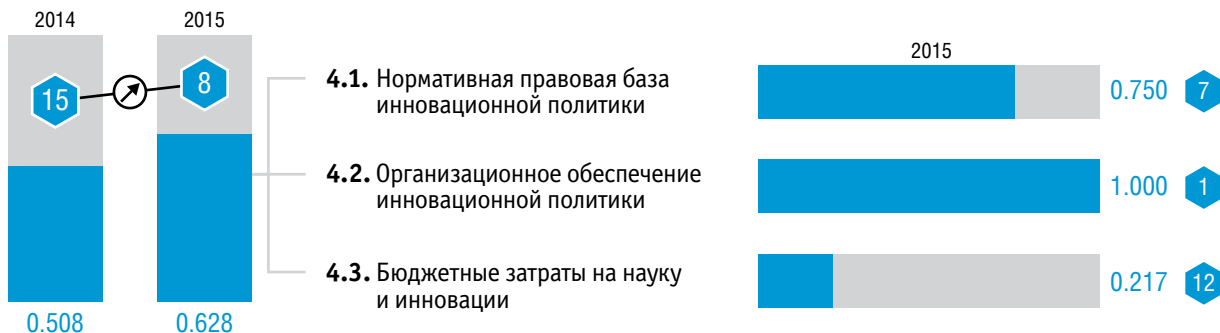 2014
2015
15
8
0.508
0.628
4.1. Нормативная правовая база
инновационной политики
4.2. Организационное обеспечение
инновационной политики
4.3. Бюджетные затраты на науку
и инновации
2015
0.750 7
1.000 1
0.217 12